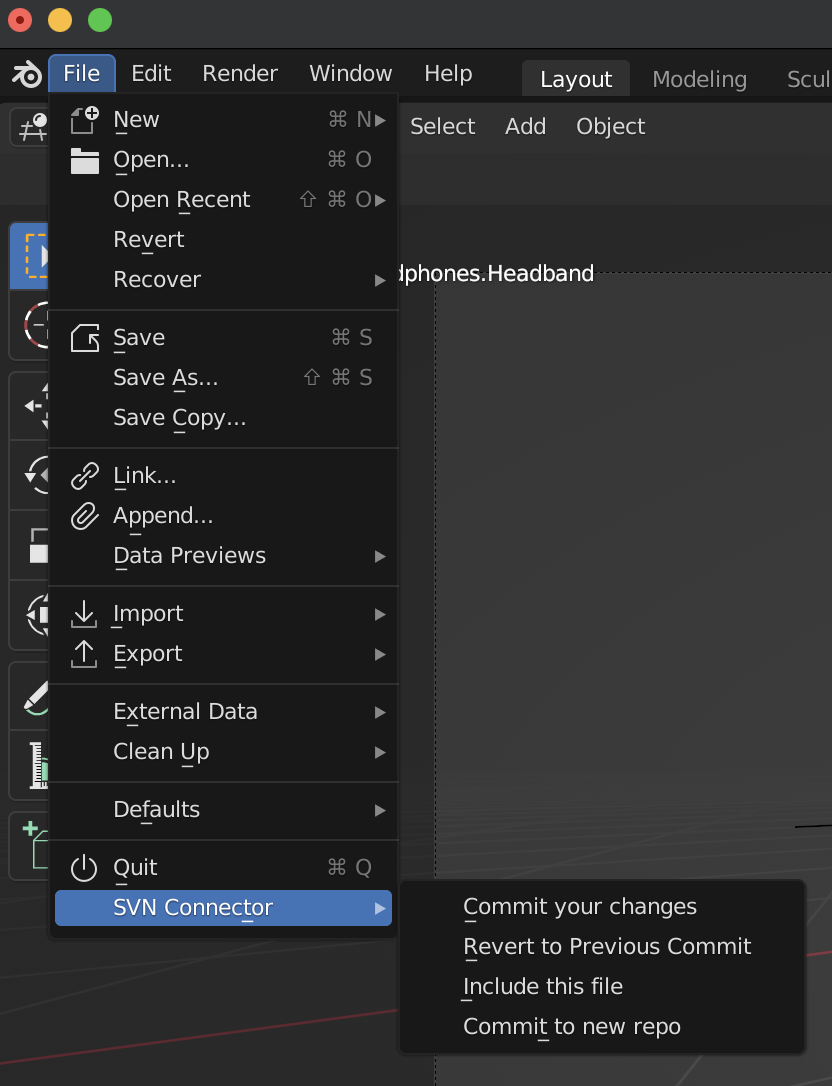 File Edit Render Window Help Layout Modeling Scul
Select Add Object
New ⌘ N
Open... ⌘ O
Open Recent ⇧ ⌘ O
Revert
Recover
dphones.Headband
Save ⌘ S
Save As... ⇧ ⌘ S
Save Copy...
Link...
Append...
Data Previews
Import
Export
External Data
Clean Up
Defaults
Quit ⌘ Q
SVN Connector
Commit your changes
Revert to Previous Commit
Include this file
Commit to new repo